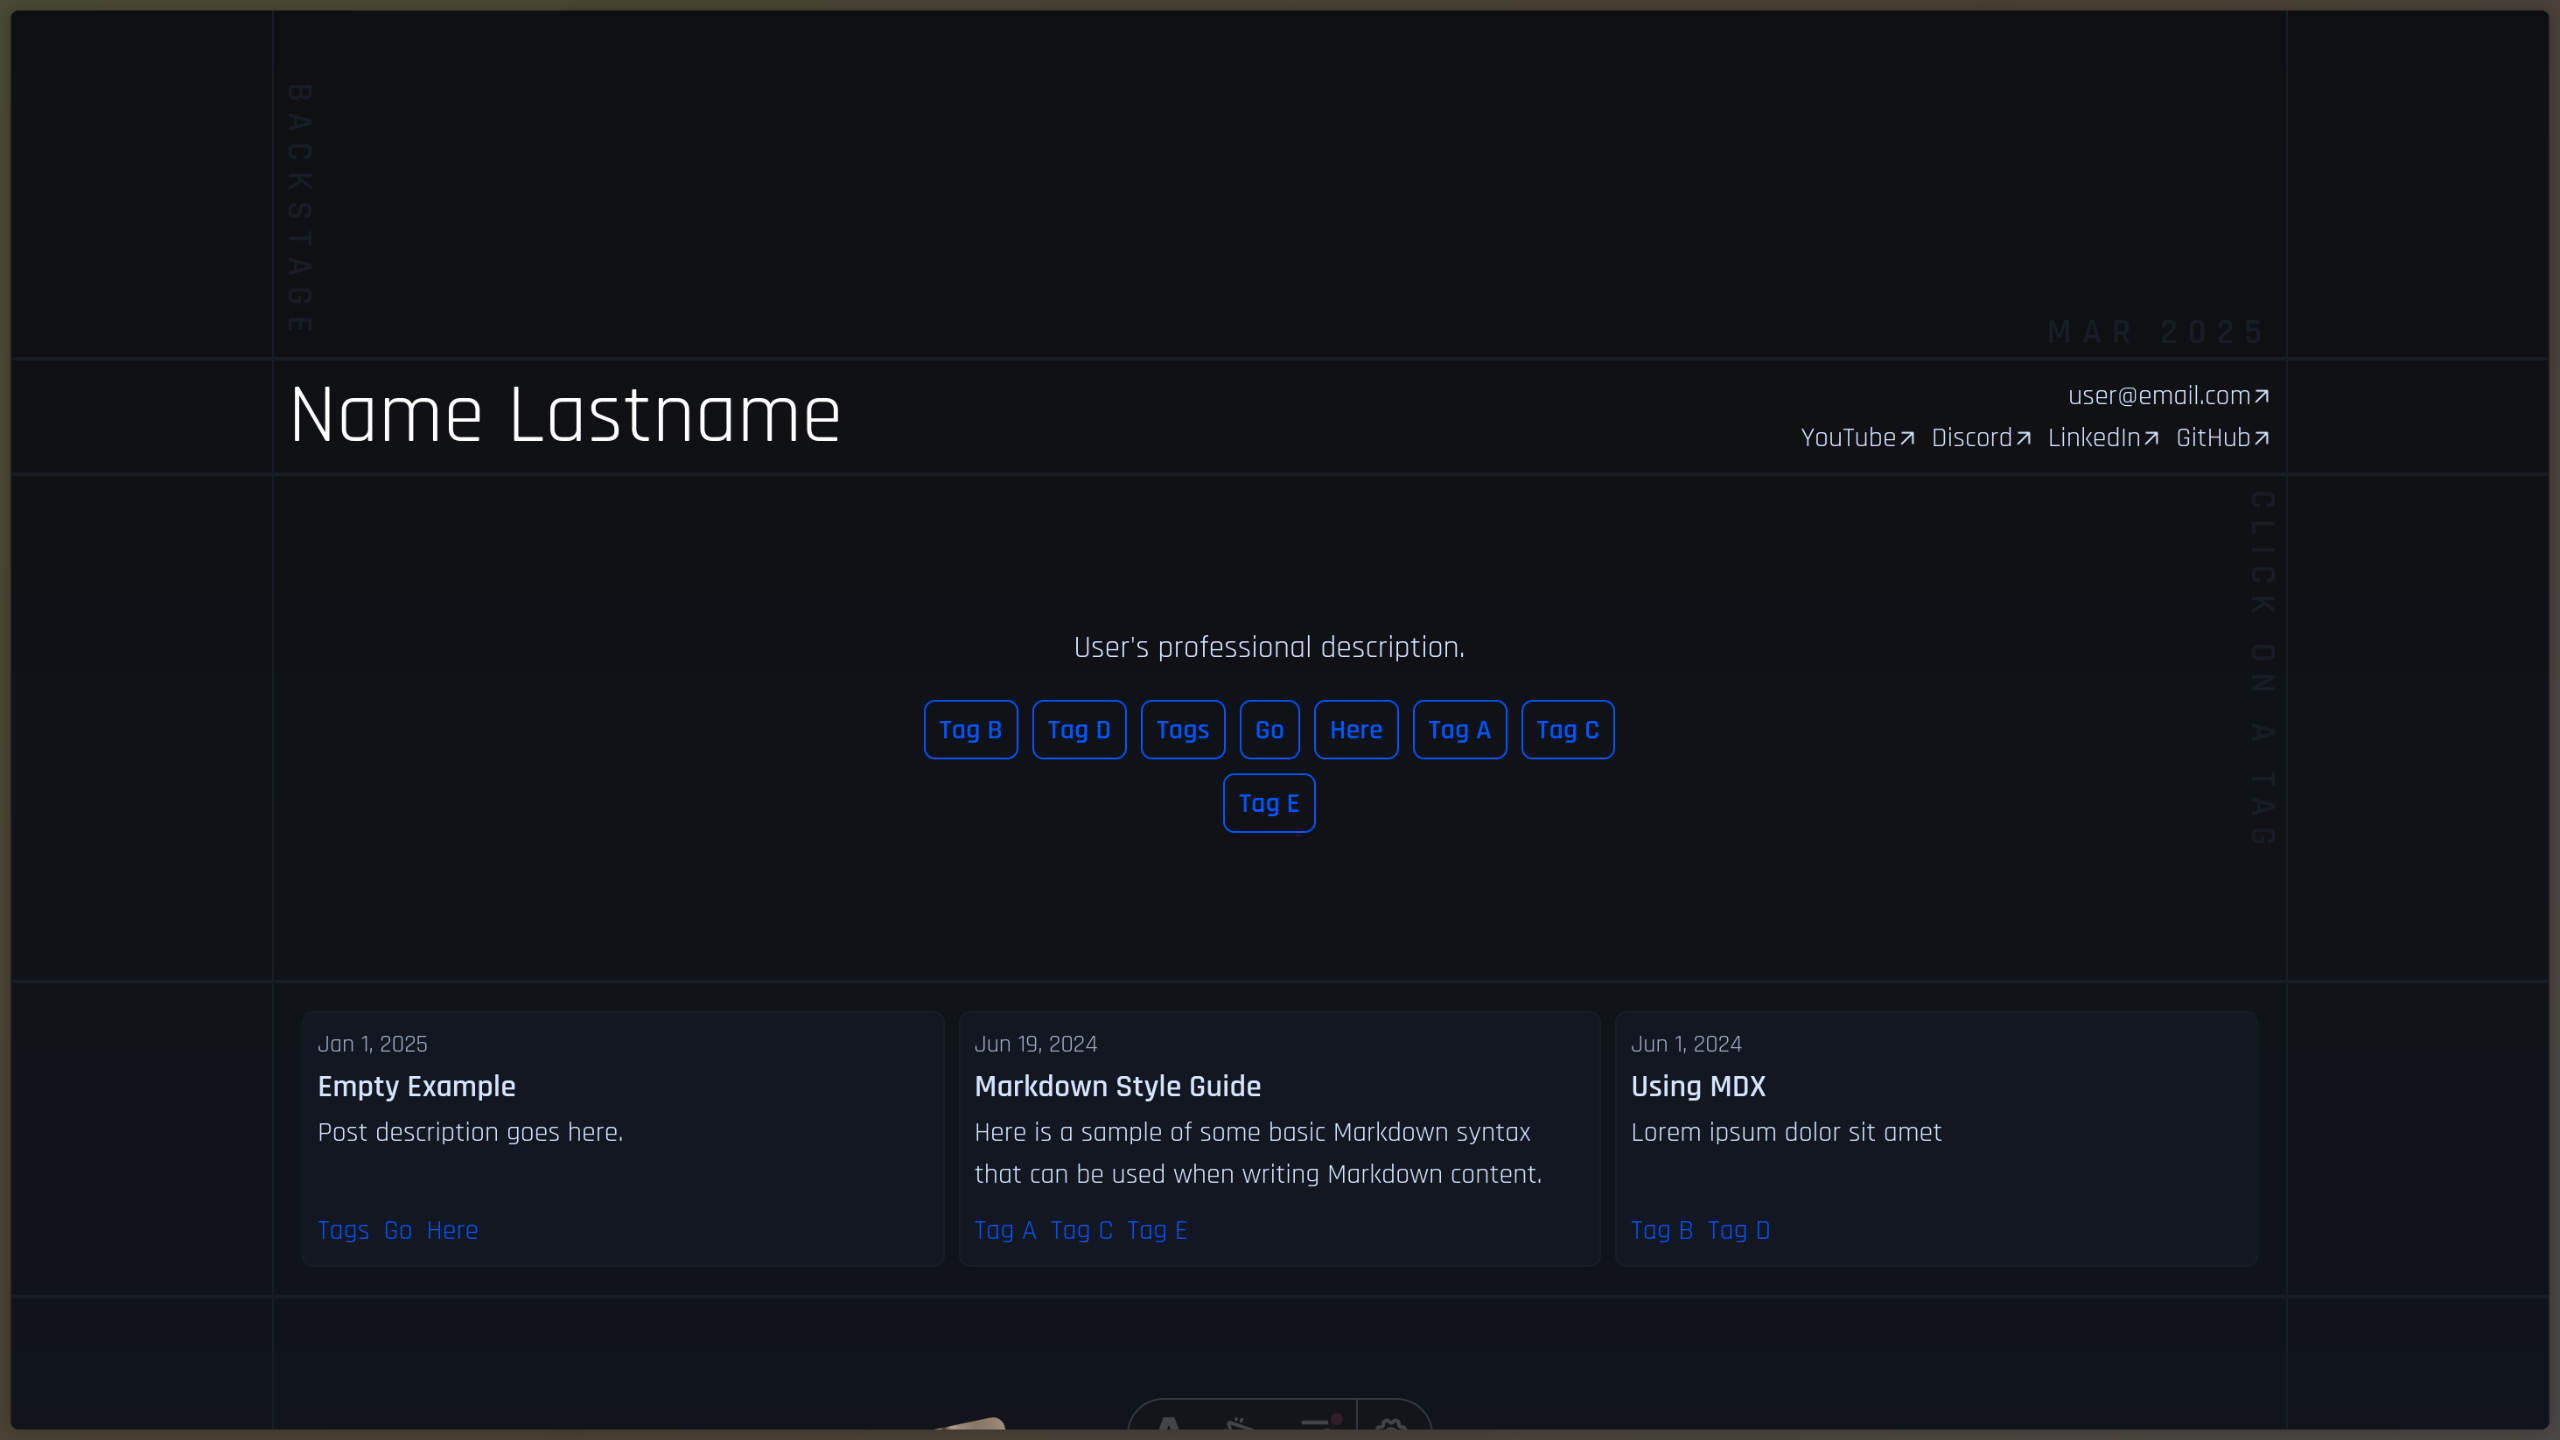 BACKSTAGE
MAR 2025
Name Lastname
user@email.com
YouTube Discord LinkedIn GitHub
CLICK ON A TAG
User's professional description.
Tag B Tag D Tags Go Here Tag A Tag C
Tag E
Jan 1, 2025
Empty Example
Post description goes here.
Tags Go Here
Jun 19, 2024
Markdown Style Guide
Here is a sample of some basic Markdown syntax
that can be used when writing Markdown content.
Tag A Tag C Tag E
Jun 1, 2024
Using MDX
Lorem ipsum dolor sit amet
Tag B Tag D